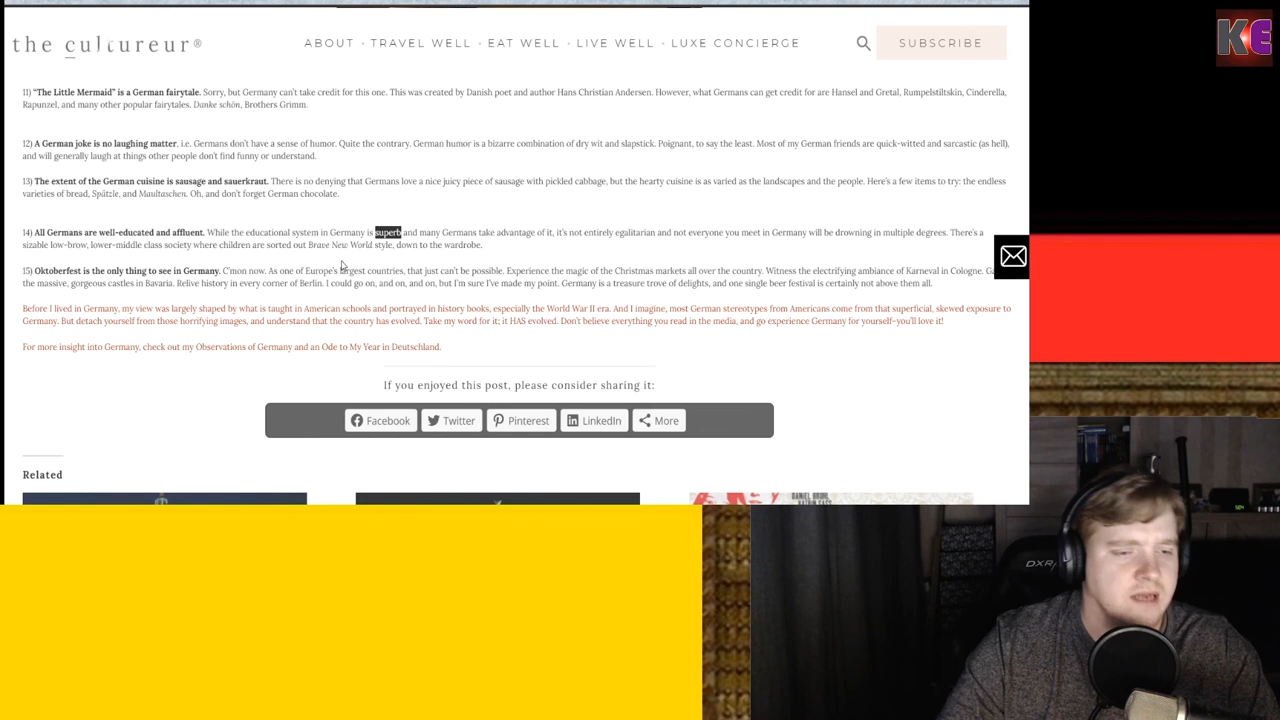 the cultureur®
ABOUT • TRAVEL WELL • EAT WELL • LIVE WELL • LUXE CONCIERGE
SUBSCRIBE
KE
11) “The Little Mermaid” is a German fairytale. Sorry, but Germany can’t take credit for this one. This was created by Danish poet and author Hans Christian Andersen. However, what Germans can get credit for are Hansel and Gretal, Rumpelstiltskin, Cinderella,
Rapunzel, and many other popular fairytales. Danke schön, Brothers Grimm.
12) A German joke is no laughing matter, i.e. Germans don’t have a sense of humor. Quite the contrary. German humor is a bizarre combination of dry wit and slapstick. Poignant, to say the least. Most of my German friends are quick-witted and sarcastic (as hell),
and will generally laugh at things other people don’t find funny or understand.
13) The extent of the German cuisine is sausage and sauerkraut. There is no denying that Germans love a nice juicy piece of sausage with pickled cabbage, but the hearty cuisine is as varied as the landscapes and the people. Here’s a few items to try: the endless
varieties of bread, Spätzle, and Maultaschen. Oh, and don’t forget German chocolate.
14) All Germans are well-educated and affluent. While the educational system in Germany is superb and many Germans take advantage of it, it’s not entirely egalitarian and not everyone you meet in Germany will be drowning in multiple degrees. There’s a
sizable low-brow, lower-middle class society where children are sorted out Brave New World style, down to the wardrobe.
15) Oktoberfest is the only thing to see in Germany. C’mon now. As one of Europe’s largest countries, that just can’t be possible. Experience the magic of the Christmas markets all over the country. Witness the electrifying ambiance of Karneval in Cologne.
the massive, gorgeous castles in Bavaria. Relive history in every corner of Berlin. I could go on, and on, and on, but I’m sure I’ve made my point. Germany is a treasure trove of delights, and one single beer festival is certainly not above them all.
Before I lived in Germany, my view was largely shaped by what is taught in American schools and portrayed in history books, especially the World War II era. And I imagine, most German stereotypes from Americans come from that superficial, skewed exposure to
Germany. But detach yourself from those horrifying images, and understand that the country has evolved. Take my word for it; it HAS evolved. Don’t believe everything you read in the media, and go experience Germany for yourself–you’ll love it!
For more insight into Germany, check out my Observations of Germany and an Ode to My Year in Deutschland.
If you enjoyed this post, please consider sharing it:
Facebook Twitter Pinterest LinkedIn More
Related
DANIEL BRÜHL
DXR